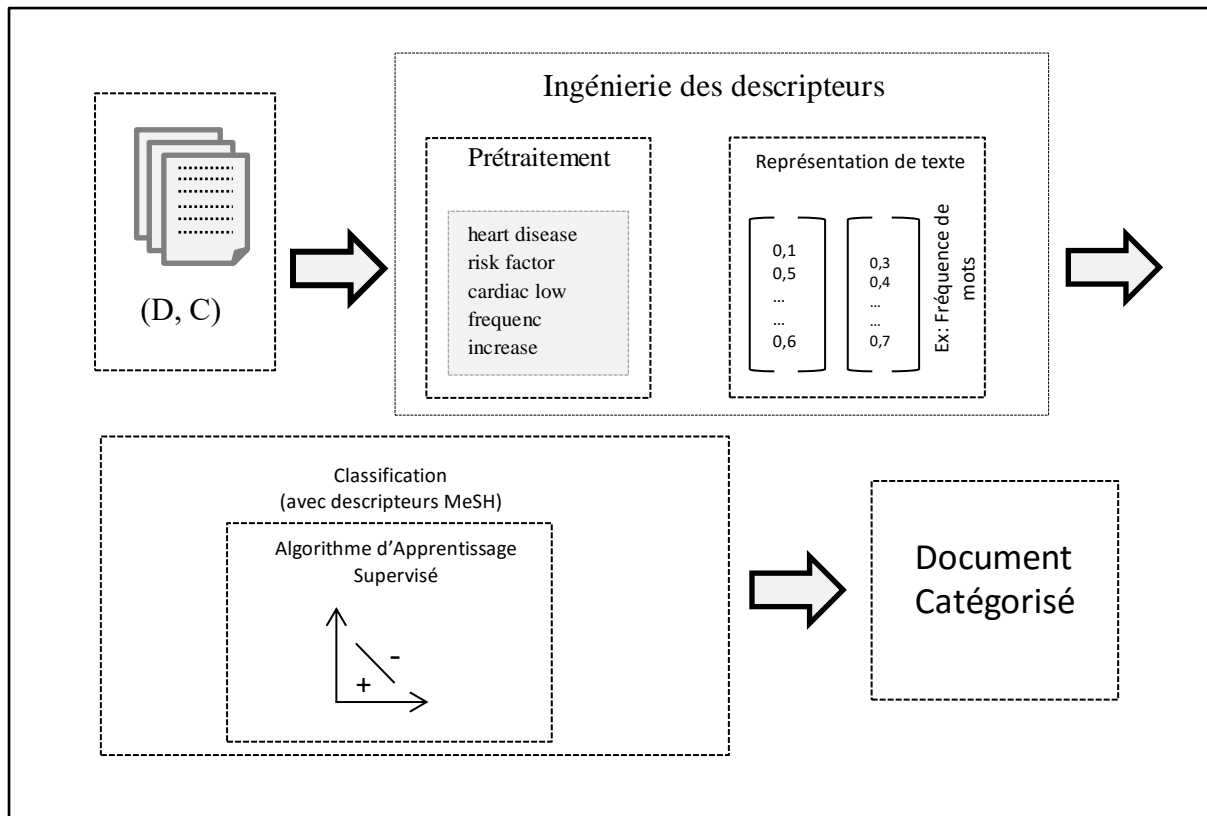 (D, C)
Ingénierie des descripteurs
Prétraitement
heart disease
risk factor
cardiac low
frequenc
increase
Représentation de texte
0,1
0,5
...
...
0,6
0,3
0,4
...
...
0,7
Ex: Fréquence de
mots
Classification
(avec descripteurs MeSH)
Algorithme d’Apprentissage
Supervisé
+
-
Document
Catégorisé